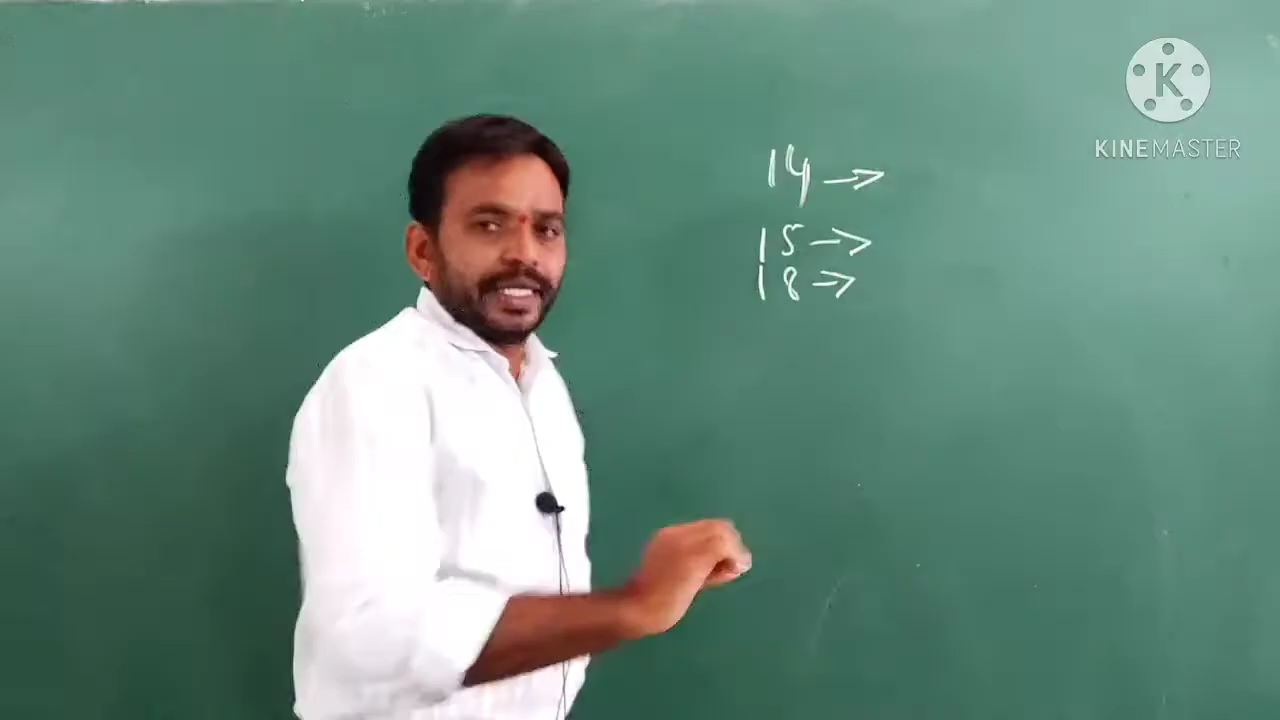 K
KINEMASTER
14 →
15 →
18 →